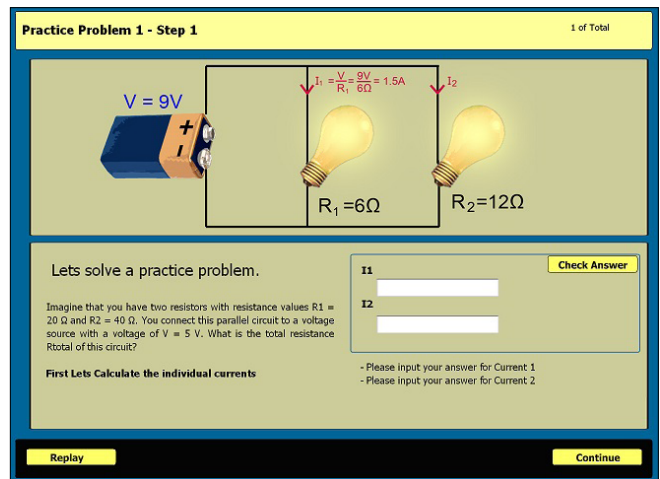 Practice Problem 1 - Step 1
1 of Total
V = 9V
+
-
I₁ = V/R₁ = 9V/6Ω = 1.5A
I₂
R₁ =6Ω
R₂=12Ω
Lets solve a practice problem.
Imagine that you have two resistors with resistance values R1 =
20 Ω and R2 = 40 Ω. You connect this parallel circuit to a voltage
source with a voltage of V = 5 V. What is the total resistance
Rtotal of this circuit?
First Lets Calculate the individual currents
I1
Check Answer
I2
- Please input your answer for Current 1
- Please input your answer for Current 2
Replay
Continue